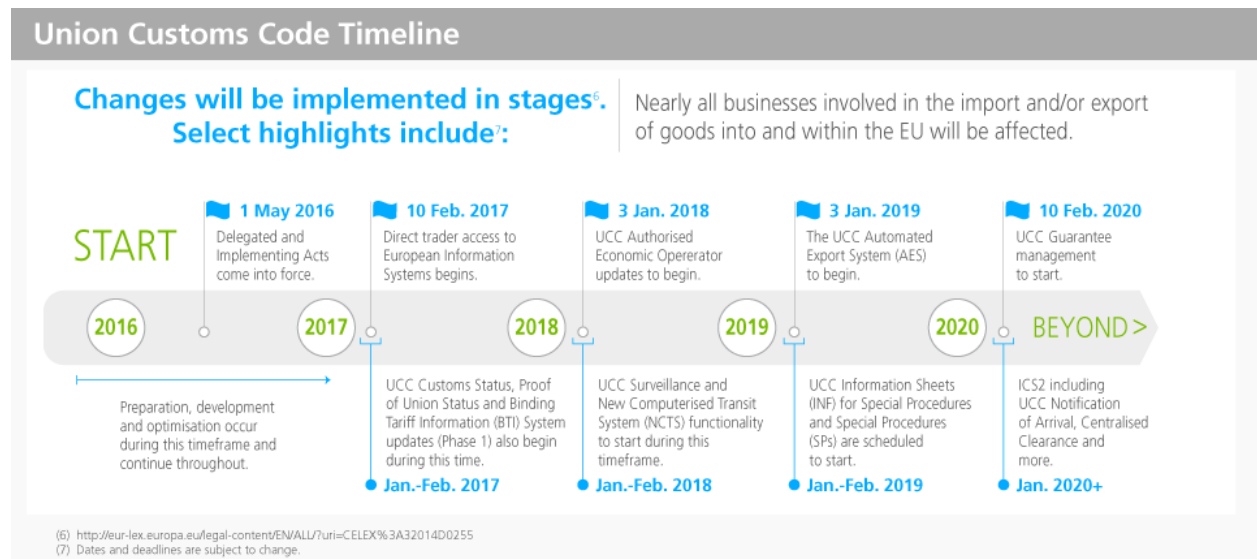 Union Customs Code Timeline
Changes will be implemented in stages⁶.
Select highlights include⁷:
Nearly all businesses involved in the import and/or export
of goods into and within the EU will be affected.
START
1 May 2016
Delegated and
Implementing Acts
come into force.
10 Feb. 2017
Direct trader access to
European Information
Systems begins.
3 Jan. 2018
UCC Authorised
Economic Opererator
updates to begin.
3 Jan. 2019
The UCC Automated
Export System (AES)
to begin.
10 Feb. 2020
UCC Guarantee
management
to start.
2016
2017
2018
2019
2020
BEYOND >
Preparation, development
and optimisation occur
during this timeframe and
continue throughout.
UCC Customs Status, Proof
of Union Status and Binding
Tariff Information (BTI) System
updates (Phase 1) also begin
during this time.
Jan.-Feb. 2017
UCC Surveillance and
New Computerised Transit
System (NCTS) functionality
to start during this
timeframe.
Jan.-Feb. 2018
UCC Information Sheets
(INF) for Special Procedures
and Special Procedures
(SPs) are scheduled
to start.
Jan.-Feb. 2019
ICS2 including
UCC Notification
of Arrival, Centralised
Clearance and
more.
Jan. 2020+
(6) http://eur-lex.europa.eu/legal-content/EN/ALL/?uri=CELEX%3A32014D0255
(7) Dates and deadlines are subject to change.